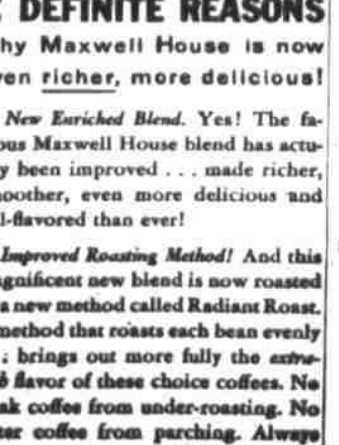 DEFINITE REASONS
hy Maxwell House is now
en richer, more delicious!
New Enriched Blend. Yes! The fa-
ous Maxwell House blend has actu-
y been improved . . . made richer,
oother, even more delicious and
l-flavored than ever!
Improved Roasting Method! And this
gnificent new blend is now roasted
a new method called Radiant Roast.
method that roasts each bean evenly
. ; brings out more fully the extra-
flavor of these choice coffees. No
ak coffee from under-roasting. No
ter coffee from parching. Always